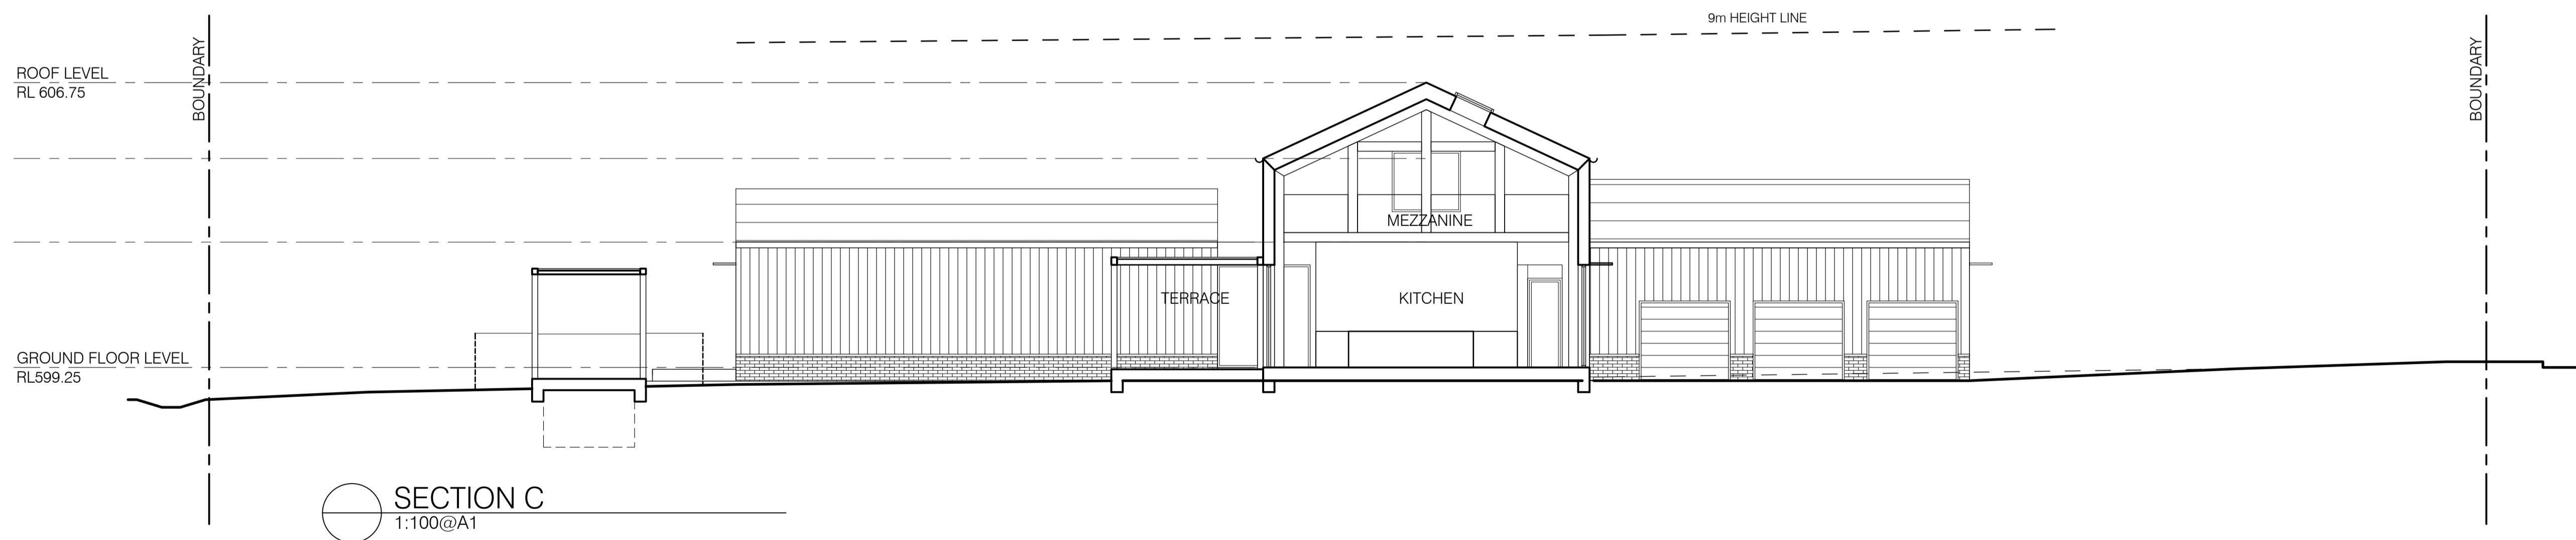 9m HEIGHT LINE
BOUNDARY
BOUNDARY
ROOF LEVEL
RL 606.75
MEZZANINE
TERRACE
KITCHEN
GROUND FLOOR LEVEL
RL599.25
SECTION C
1:100@A1